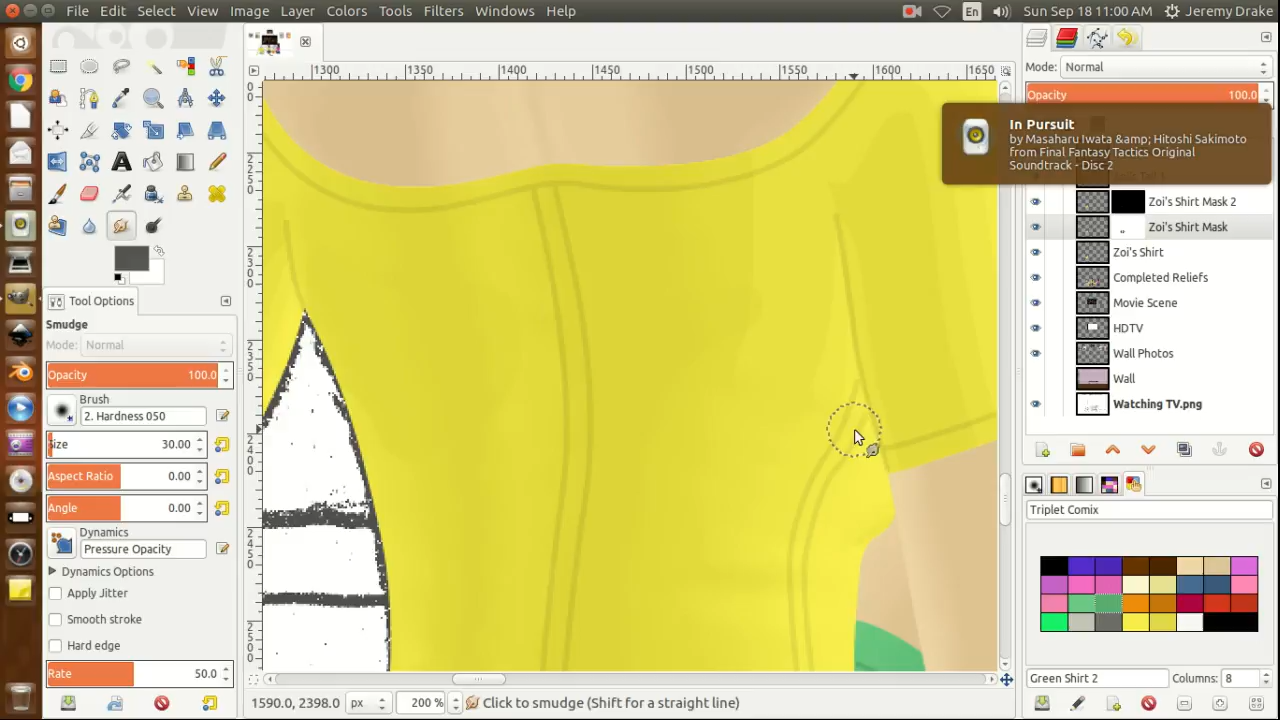 File Edit Select View Image Layer Colors Tools Filters Windows Help
En Sun Sep 18 11:00 AM Jeremy Drake
1300 1350 1400 1450 1500 1550 1600 1650
Mode: Normal
Opacity 100.0
In Pursuit
by Masaharu Iwata &amp; Hitoshi Sakimoto
from Final Fantasy Tactics Original
Soundtrack - Disc 2
Zoi's Shirt Mask 2
Zoi's Shirt Mask
Zoi's Shirt
Completed Reliefs
Movie Scene
HDTV
Wall Photos
Wall
Watching TV.png
Tool Options
Smudge
Mode: Normal
Opacity 100.0
Brush
2. Hardness 050
Size 30.00
Aspect Ratio 0.00
Angle 0.00
Dynamics
Pressure Opacity
Dynamics Options
Apply Jitter
Smooth stroke
Hard edge
Rate 50.0
Triplet Comix
Green Shirt 2 Columns: 8
1590.0, 2398.0 px 200 % Click to smudge (Shift for a straight line)